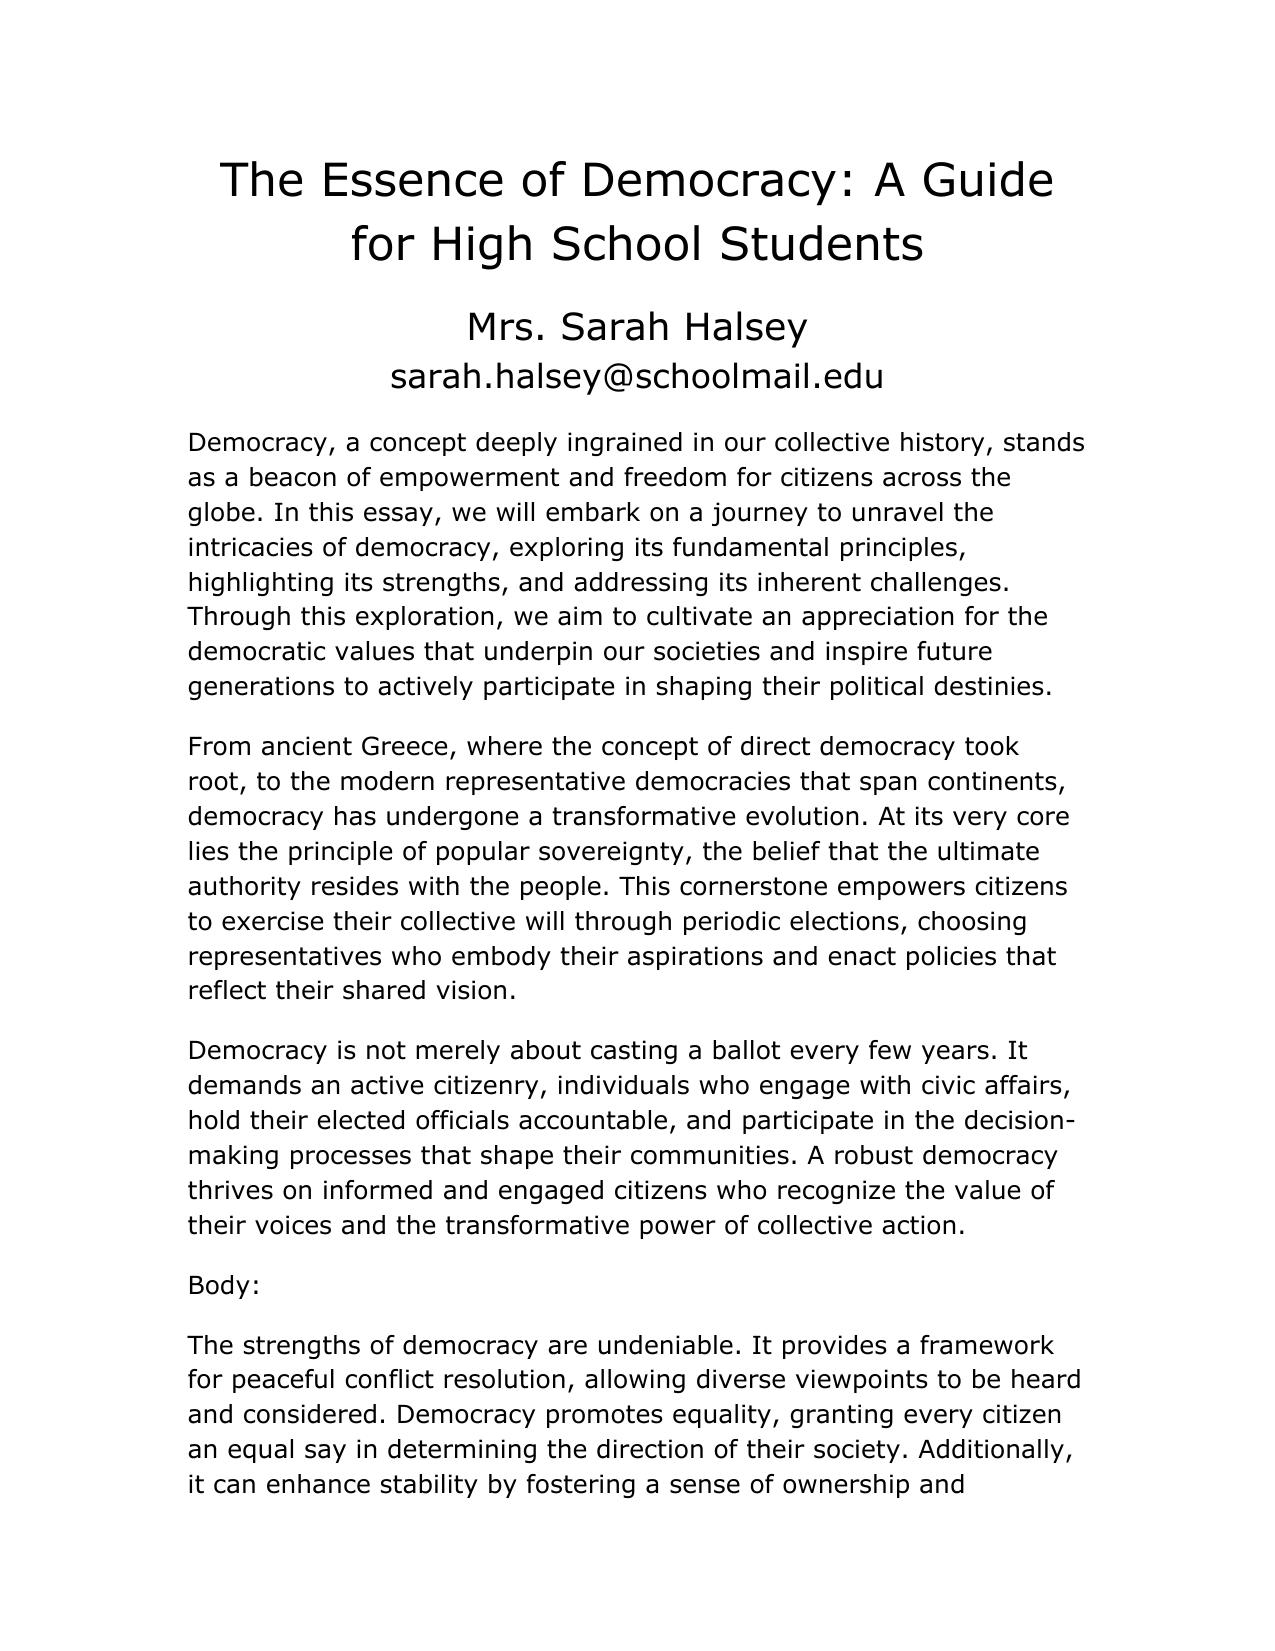 The Essence of Democracy: A Guide
for High School Students
Mrs. Sarah Halsey
sarah.halsey@schoolmail.edu
Democracy, a concept deeply ingrained in our collective history, stands
as a beacon of empowerment and freedom for citizens across the
globe. In this essay, we will embark on a journey to unravel the
intricacies of democracy, exploring its fundamental principles,
highlighting its strengths, and addressing its inherent challenges.
Through this exploration, we aim to cultivate an appreciation for the
democratic values that underpin our societies and inspire future
generations to actively participate in shaping their political destinies.
From ancient Greece, where the concept of direct democracy took
root, to the modern representative democracies that span continents,
democracy has undergone a transformative evolution. At its very core
lies the principle of popular sovereignty, the belief that the ultimate
authority resides with the people. This cornerstone empowers citizens
to exercise their collective will through periodic elections, choosing
representatives who embody their aspirations and enact policies that
reflect their shared vision.
Democracy is not merely about casting a ballot every few years. It
demands an active citizenry, individuals who engage with civic affairs,
hold their elected officials accountable, and participate in the decision-
making processes that shape their communities. A robust democracy
thrives on informed and engaged citizens who recognize the value of
their voices and the transformative power of collective action.
Body:
The strengths of democracy are undeniable. It provides a framework
for peaceful conflict resolution, allowing diverse viewpoints to be heard
and considered. Democracy promotes equality, granting every citizen
an equal say in determining the direction of their society. Additionally,
it can enhance stability by fostering a sense of ownership and